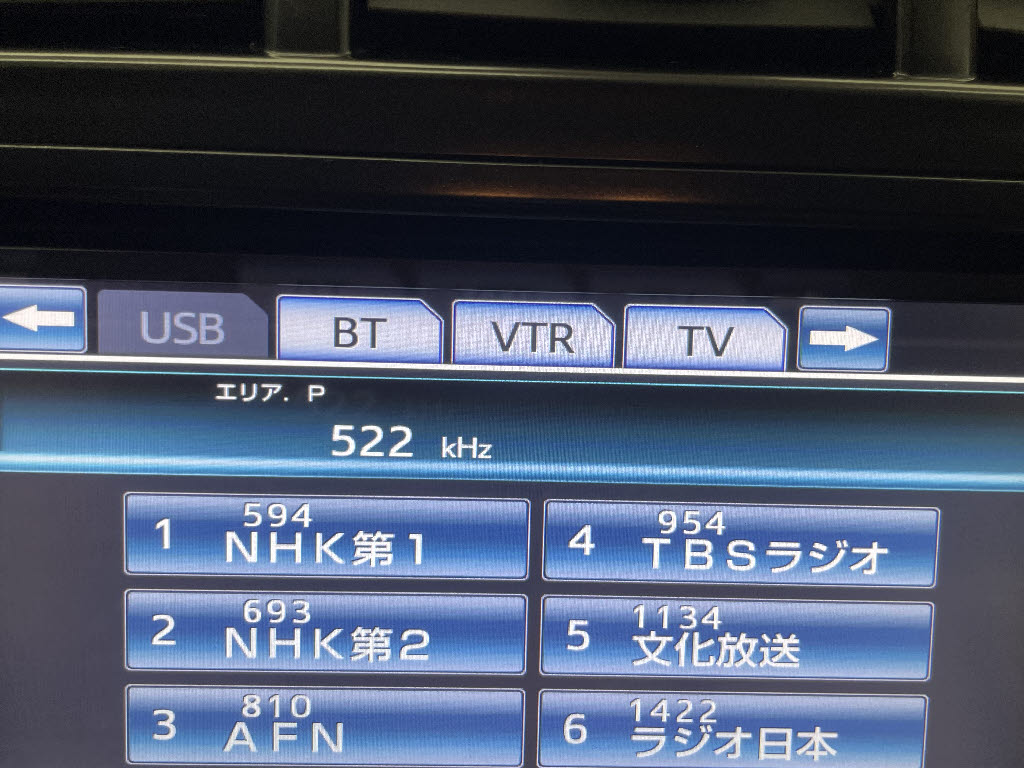 USB BT VTR TV
エリア. P
522 kHz
1 594 NHK第1
4 954 TBSラジオ
2 693 NHK第2
5 1134 文化放送
3 810 AFN
6 1422 ラジオ日本